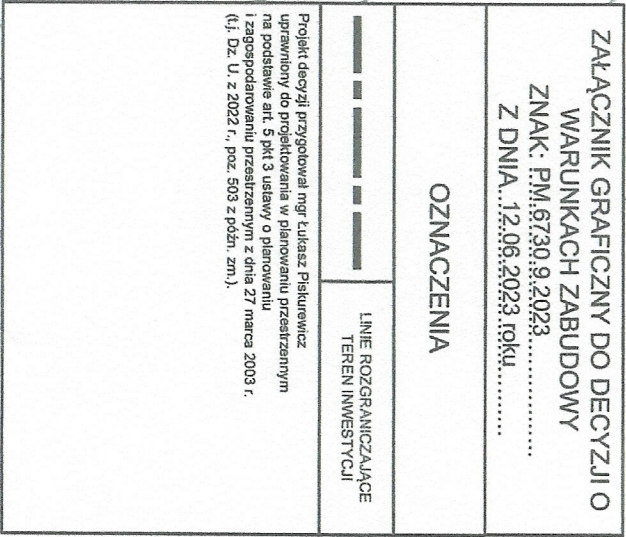 ZAŁĄCZNIK GRAFICZNY DO DECYZJI O
WARUNKACH ZABUDOWY
ZNAK: PM.6730.9.2023
Z DNIA 12.06.2023 roku
OZNACZENIA
LINIE ROZGRANICZAJĄCE
TEREN INWESTYCJI
Projekt decyzji przygotował mgr Łukasz Piskurewicz
uprawniony do projektowania w planowaniu przestrzennym
na podstawie art. 5 pkt 3 ustawy o planowaniu
i zagospodarowaniu przestrzennym z dnia 27 marca 2003 r.
(t.j. Dz. U. z 2022 r., poz. 503 z późn. zm.).